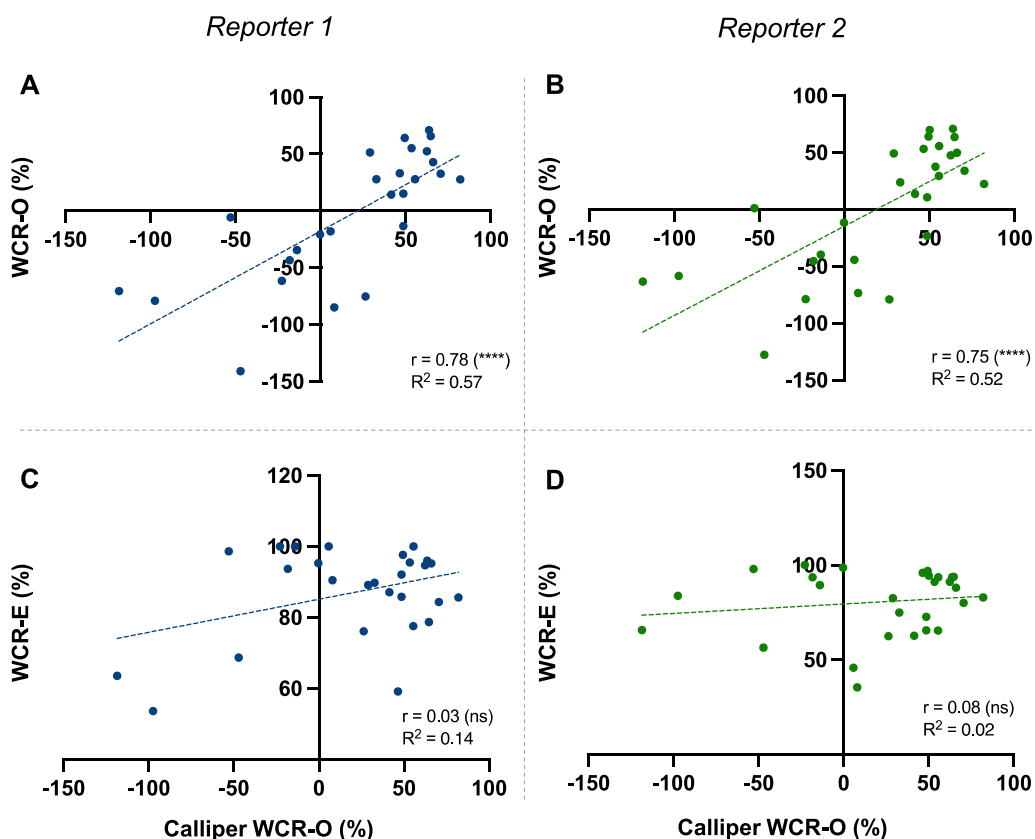 Reporter 1
Reporter 2
A
WCR-O (%)
100
50
-150 -100 -50 0 50 100
-50
-100
-150
r = 0.78 (****)
R² = 0.57
B
WCR-O (%)
100
50
-150 -100 -50 0 50 100
-50
-100
-150
r = 0.75 (****)
R² = 0.52
C
WCR-E (%)
120
100
80
60
r = 0.03 (ns)
R² = 0.14
-150 -100 -50 0 50 100
Calliper WCR-O (%)
D
WCR-E (%)
150
100
50
r = 0.08 (ns)
R² = 0.02
-150 -100 -50 0 50 100
Calliper WCR-O (%)